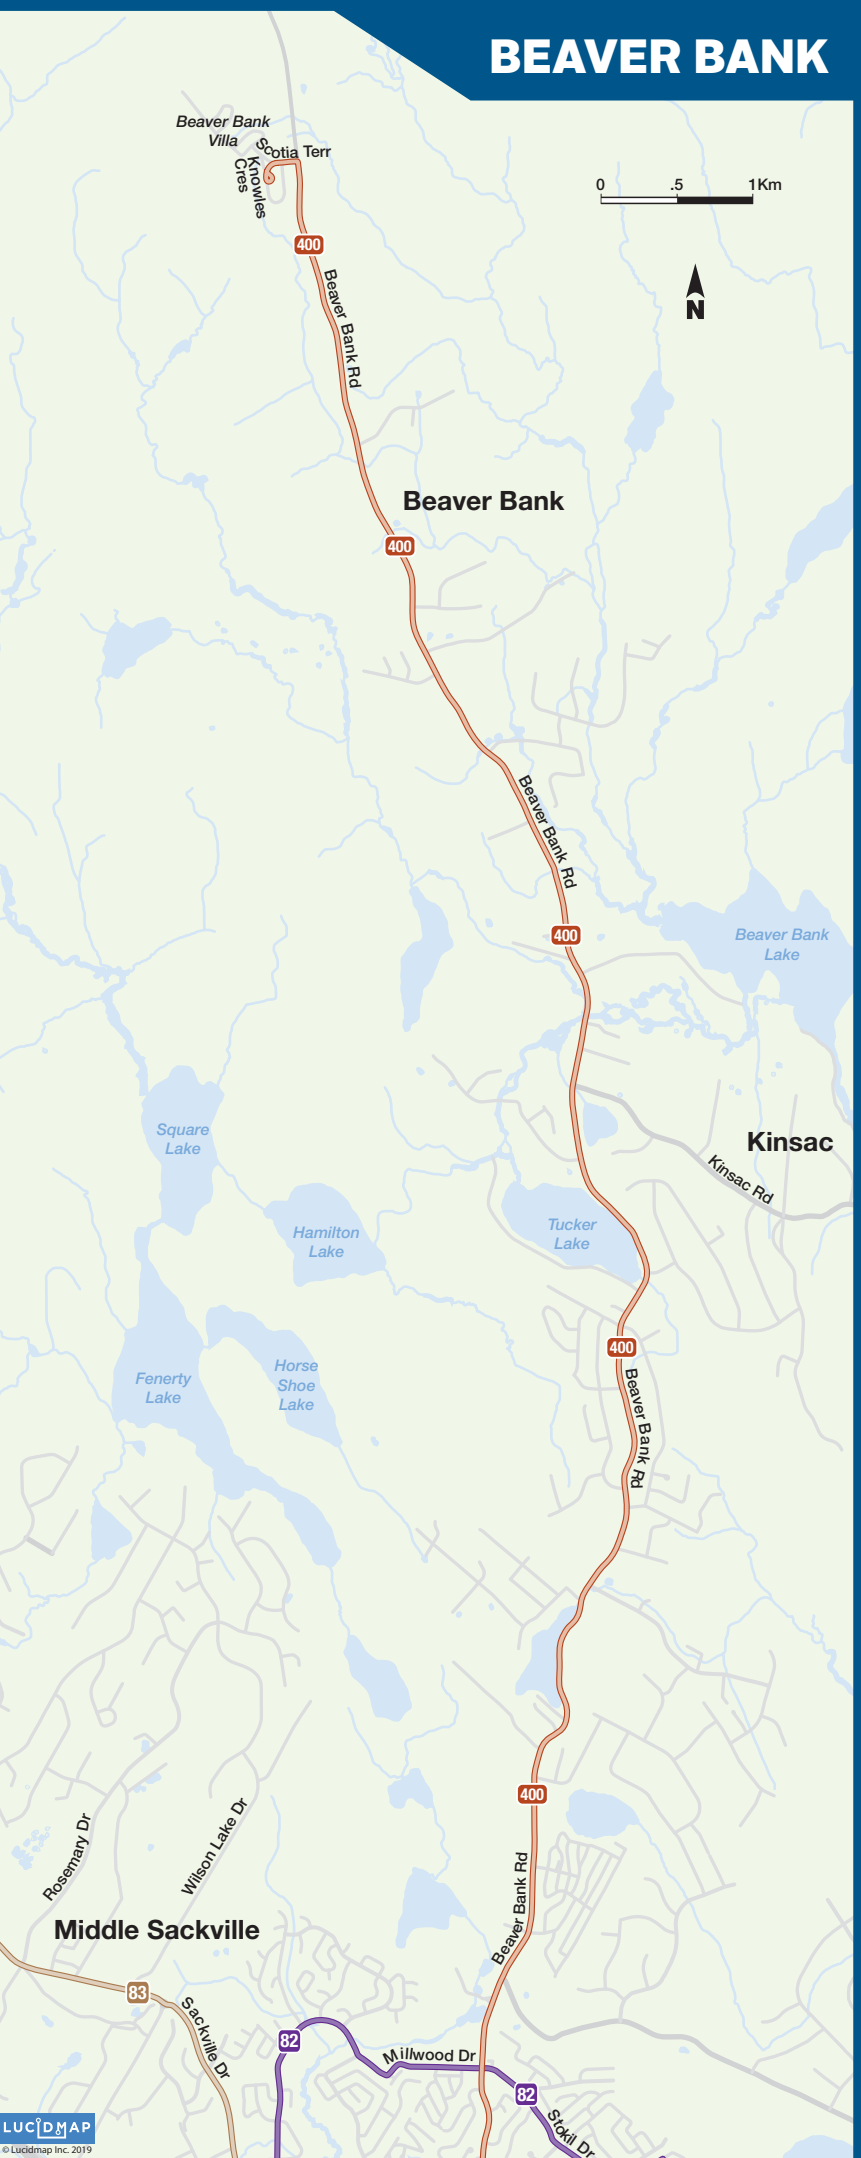 BEAVER BANK
Beaver Bank
Villa
Scotia Terr
Knowles
Cres
0 .5 1Km
N
400
Beaver Bank Rd
Beaver Bank
400
Beaver Bank Rd
400
Beaver Bank
Lake
Square
Lake
Kinsac
Kinsac Rd
Hamilton
Lake
Tucker
Lake
400
Horse
Shoe
Lake
Fenerty
Lake
Beaver Bank Rd
400
Rosemary Dr
Wilson Lake Dr
Beaver Bank Rd
Middle Sackville
83
Sackville Dr
82
Millwood Dr
82
Stokil Dr
LUCIDMAP
© Lucidmap Inc. 2019